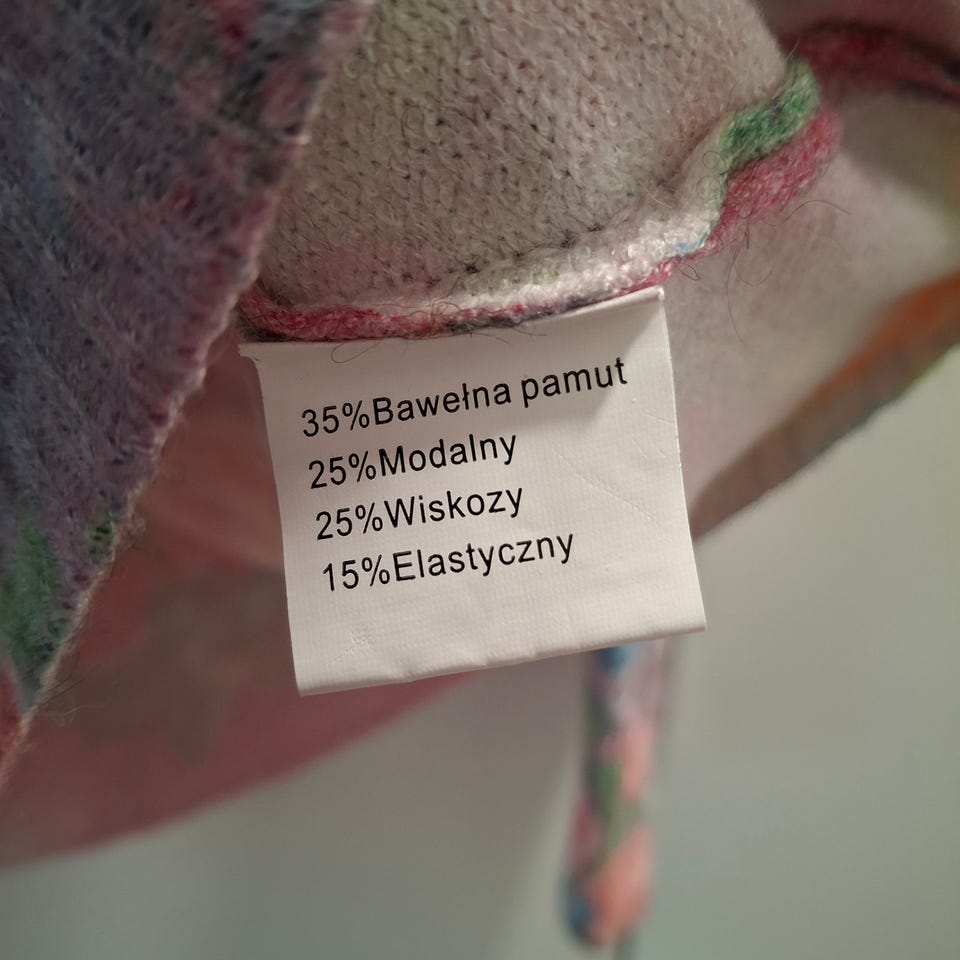 35%Bawełna pamut
25%Modalny
25%Wiskozy
15%Elastyczny